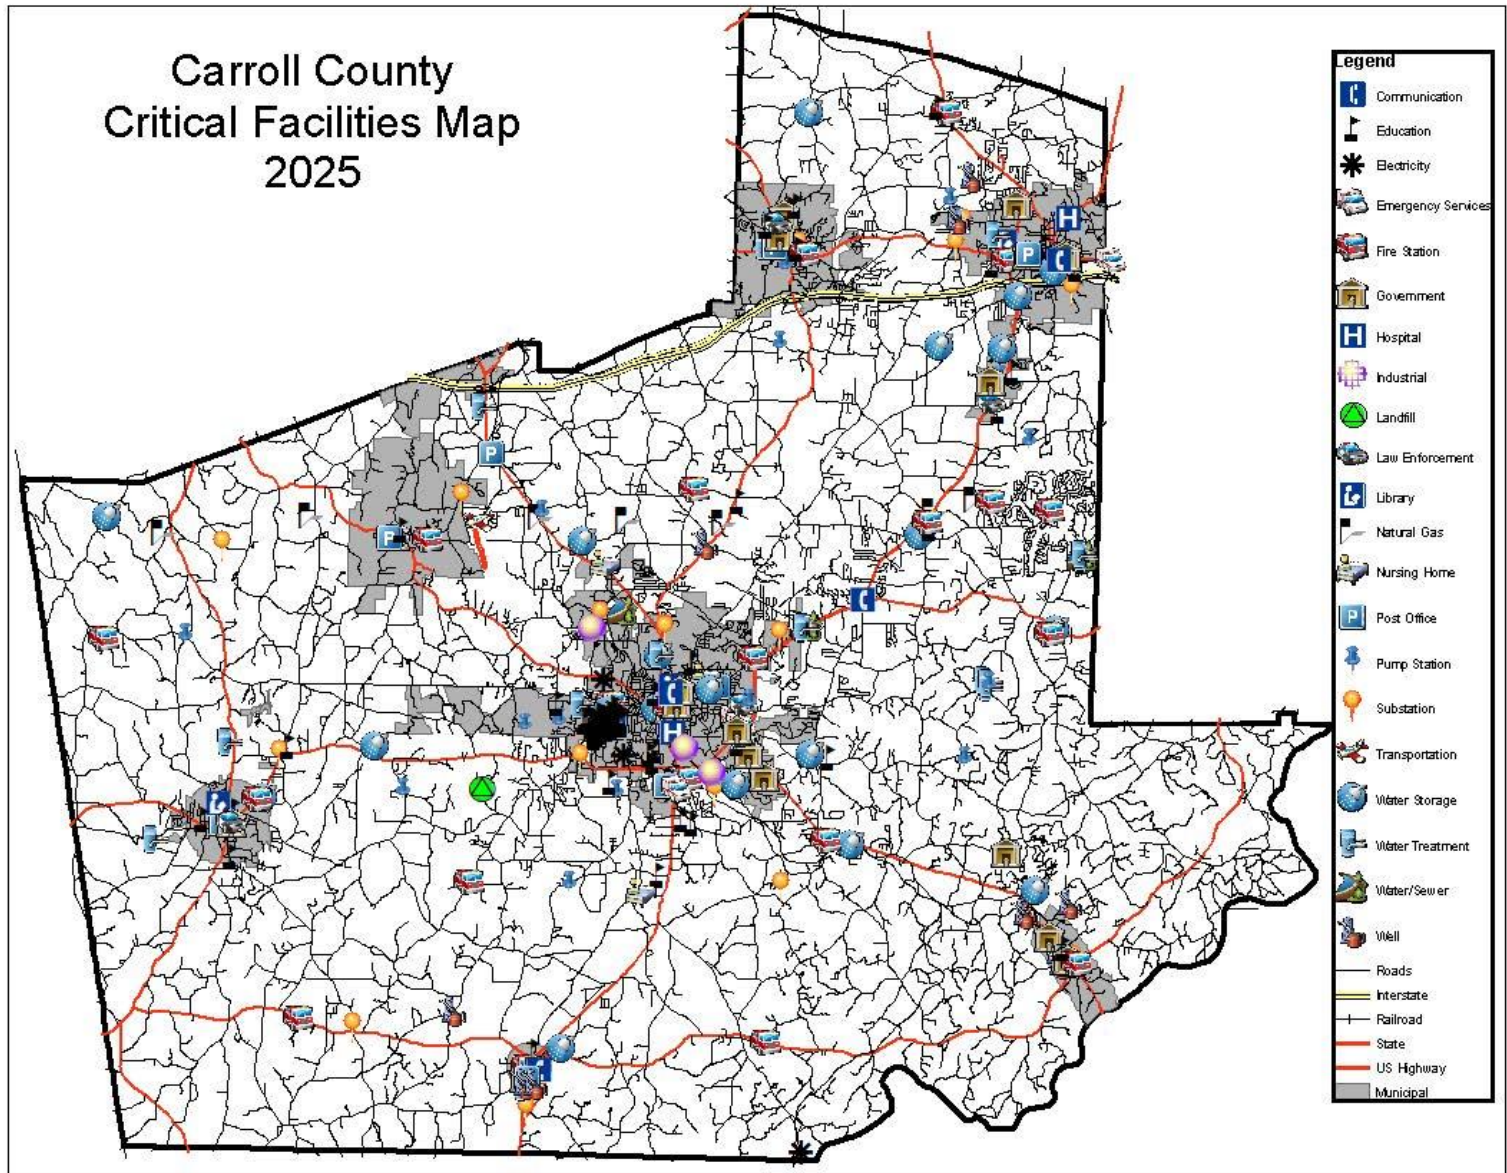 Carroll County
Critical Facilities Map
2025
Legend
Communication
Education
Electricity
Emergency Services
Fire Station
Government
Hospital
Industrial
Landfill
Law Enforcement
Library
Natural Gas
Nursing Home
Post Office
Pump Station
Substation
Transportation
Water Storage
Water Treatment
Water/Sewer
Well
Roads
Interstate
Railroad
State
US Highway
Municipal